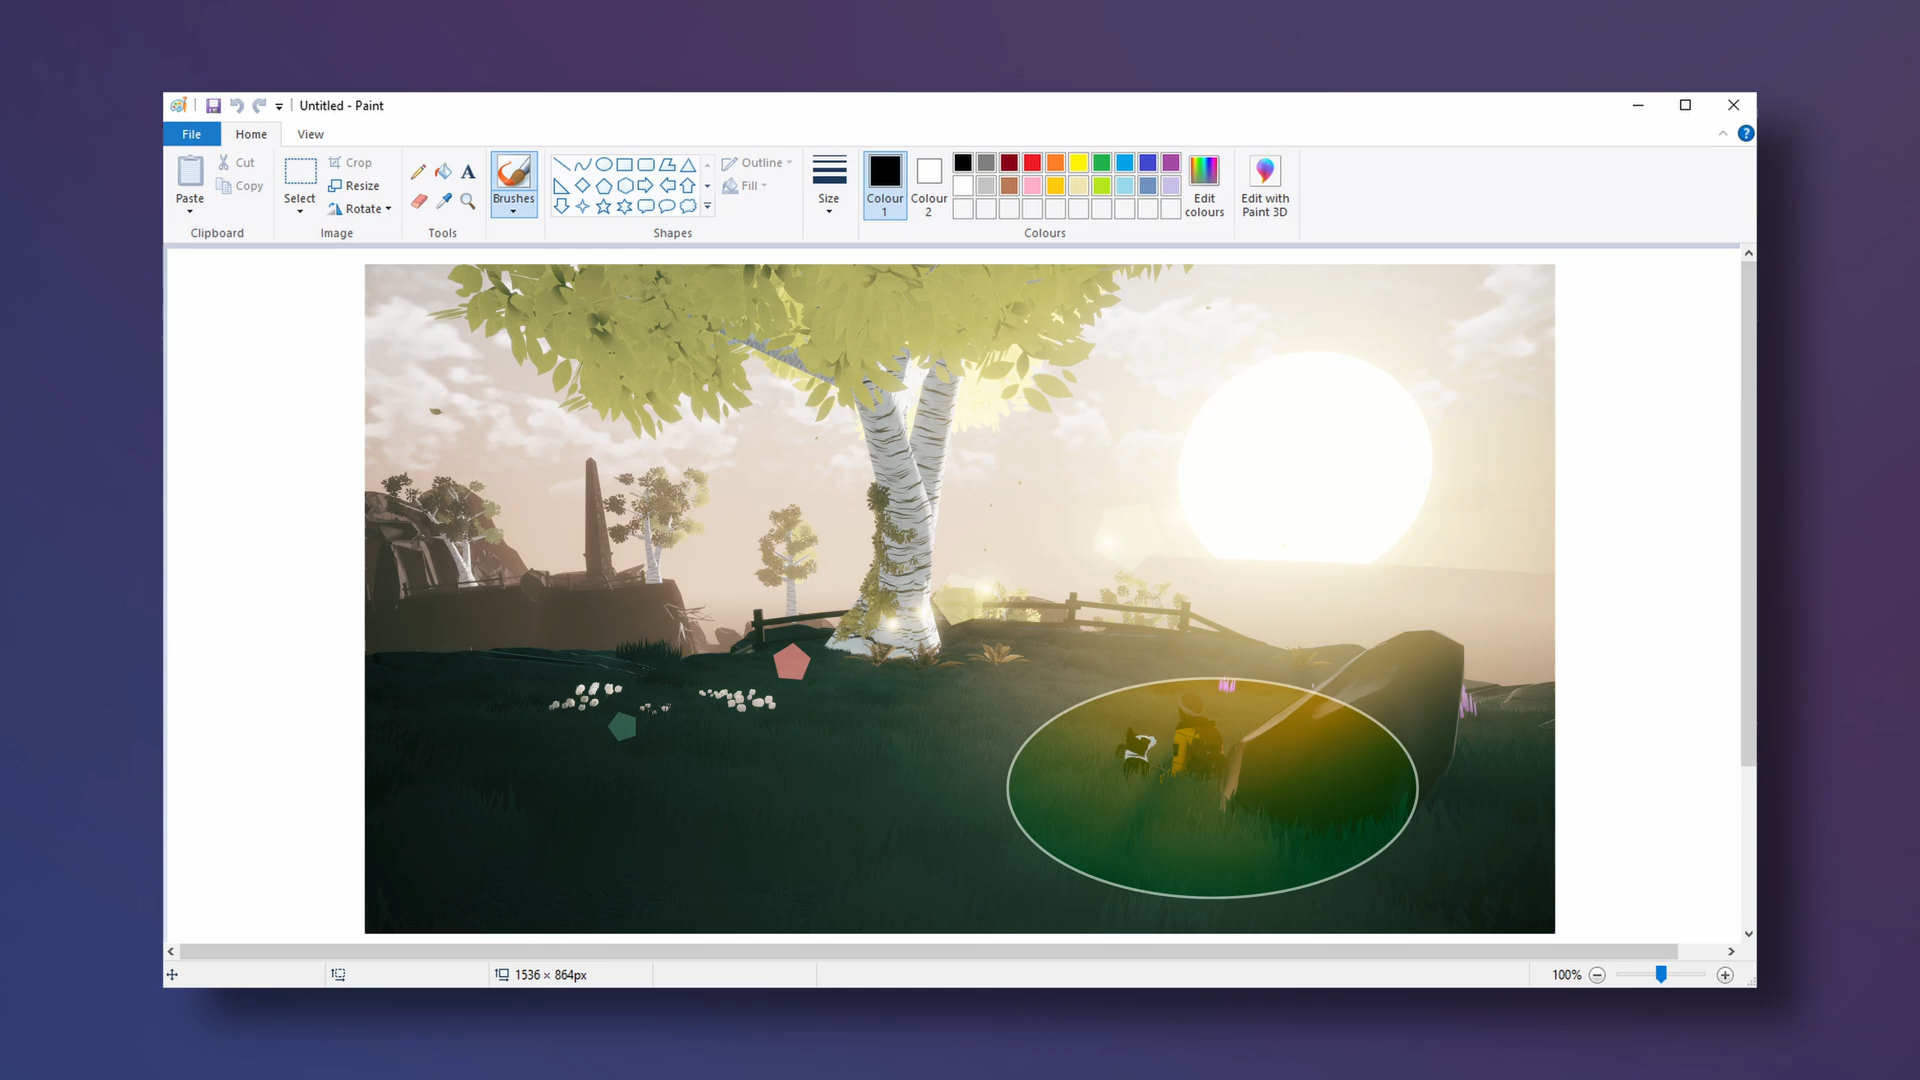 Untitled - Paint
File Home View
Paste
Cut
Copy
Clipboard
Select
Crop
Resize
Rotate
Image
A
Tools
Brushes
Outline
Fill
Shapes
Size
Colour
1
Colour
2
Edit
colours
Colours
Edit with
Paint 3D
?
1536 × 864px
100%